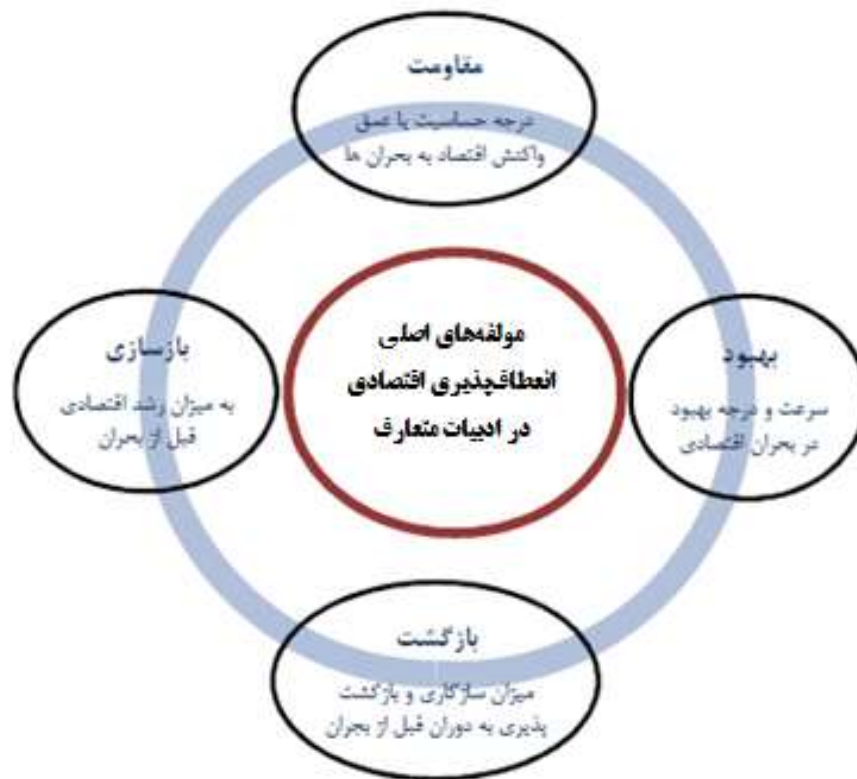 مقاومت
درجه حساسیت یا عمق
واکنش اقتصاد به بحران ها
مولفه‌های اصلی
انعطاف‌پذیری اقتصادی
در ادبیات متعارف
بهبود
سرعت و درجه بهبود
در بحران اقتصادی
بازگشت
میزان سازگاری و بازگشت
پذیری به دوران قبل از بحران
بازسازی
به میزان رشد اقتصادی
قبل از بحران